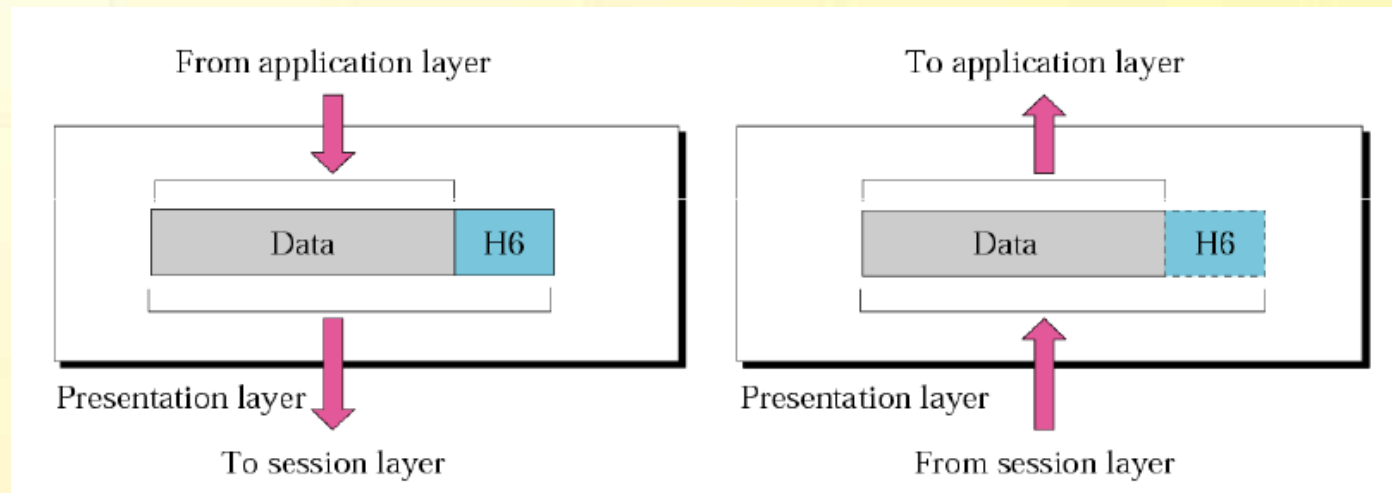 From application layer
Data
H6
Presentation layer
To session layer
To application layer
Data
H6
Presentation layer
From session layer